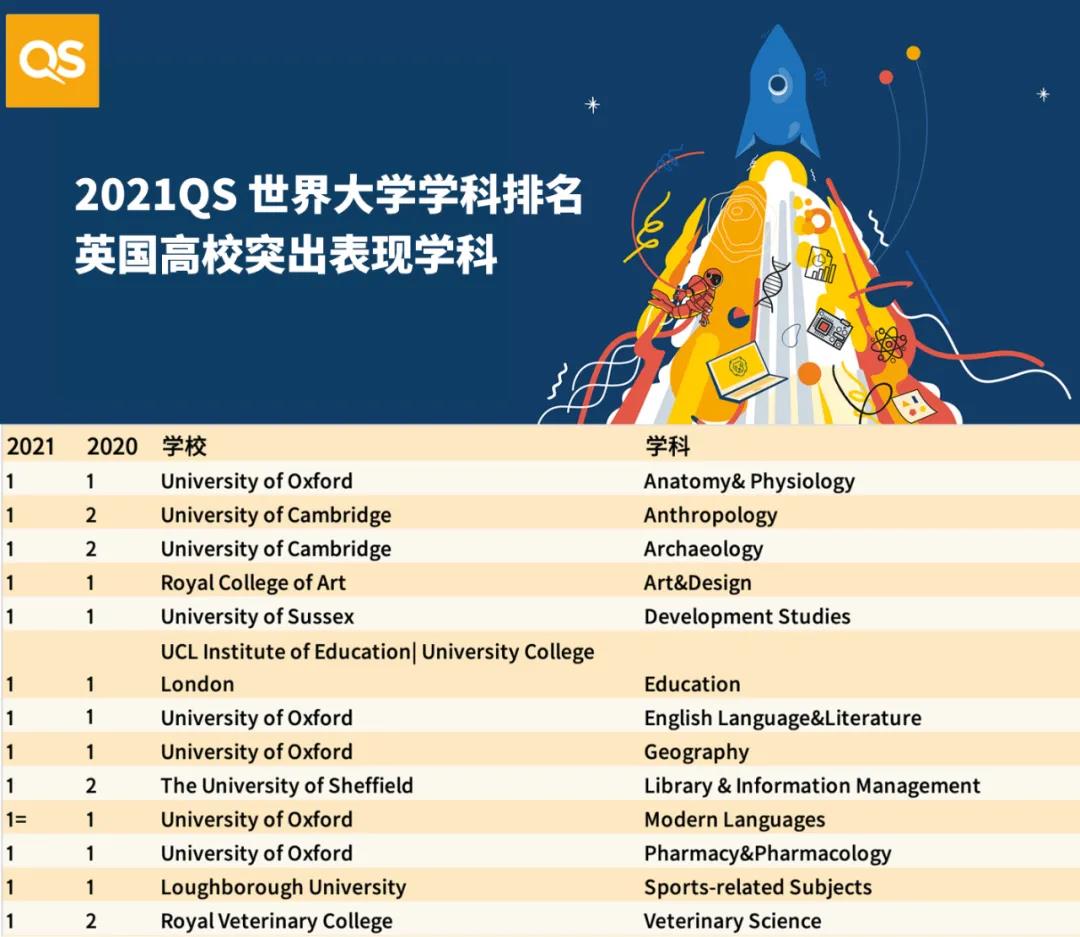 QS
2021QS 世界大学学科排名
英国高校突出表现学科
2021 2020 学校 学科
1 1 University of Oxford Anatomy& Physiology
1 2 University of Cambridge Anthropology
1 2 University of Cambridge Archaeology
1 1 Royal College of Art Art&Design
1 1 University of Sussex Development Studies
UCL Institute of Education| University College
1 1 London Education
1 1 University of Oxford English Language&Literature
1 1 University of Oxford Geography
1 2 The University of Sheffield Library & Information Management
1= 1 University of Oxford Modern Languages
1 1 University of Oxford Pharmacy&Pharmacology
1 1 Loughborough University Sports-related Subjects
1 2 Royal Veterinary College Veterinary Science